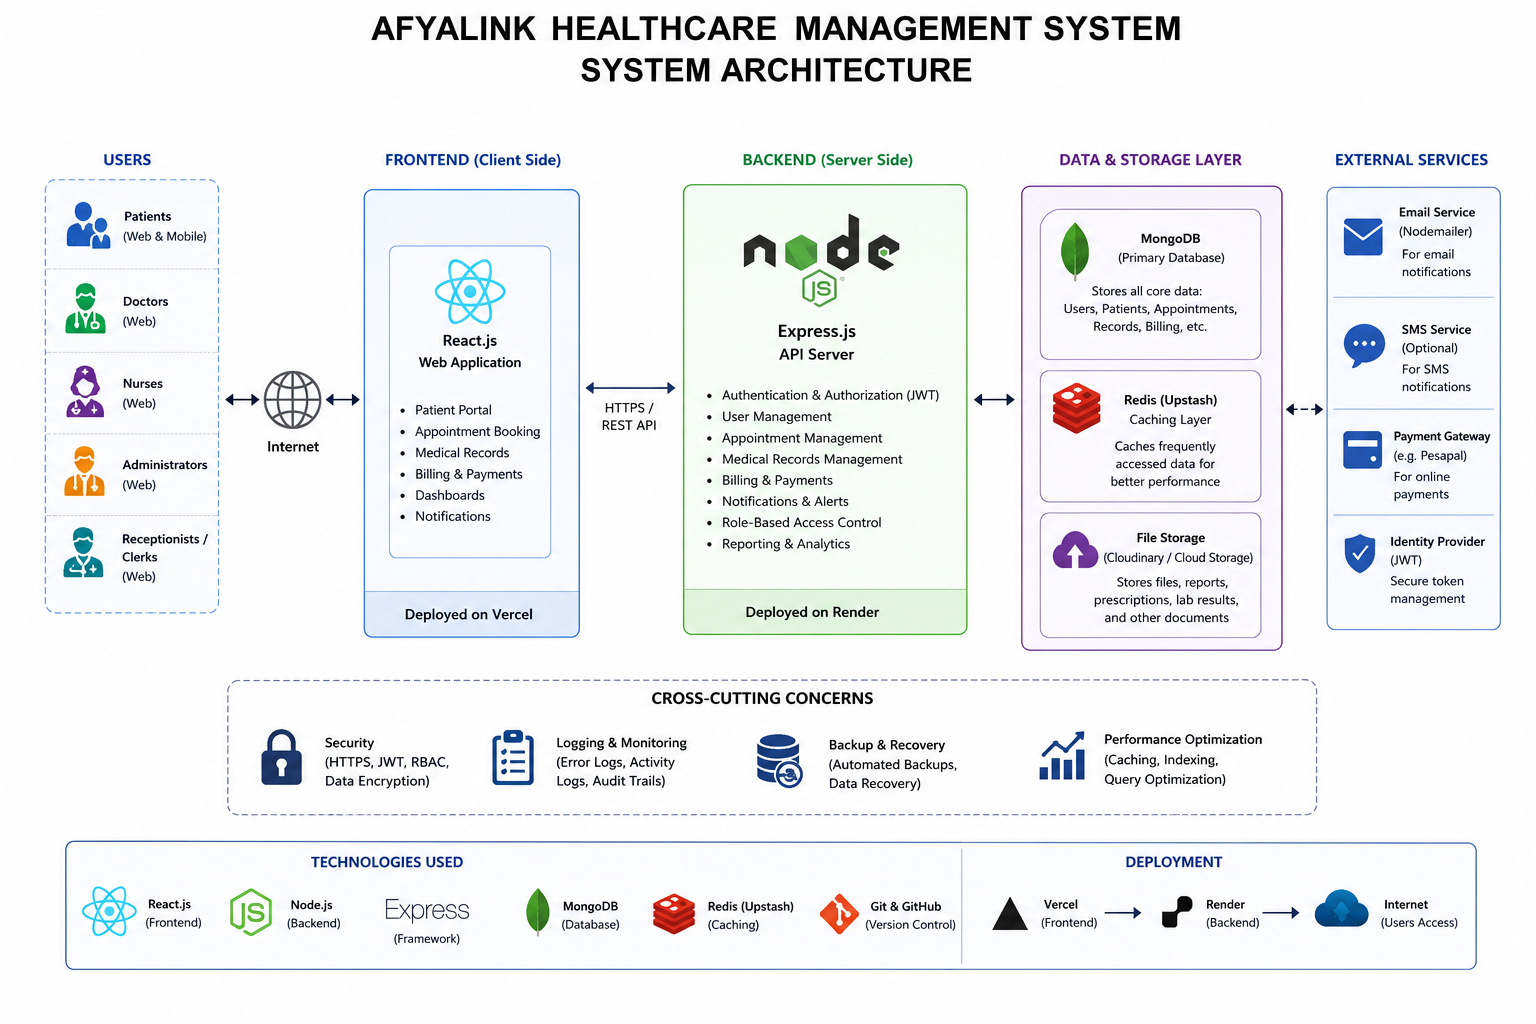 AFYALINK HEALTHCARE MANAGEMENT SYSTEM
SYSTEM ARCHITECTURE
USERS
Patients
(Web & Mobile)
Doctors
(Web)
Nurses
(Web)
Administrators
(Web)
Receptionists /
Clerks
(Web)
Internet
FRONTEND (Client Side)
React.js
Web Application
• Patient Portal
• Appointment Booking
• Medical Records
• Billing & Payments
• Dashboards
• Notifications
Deployed on Vercel
HTTPS /
REST API
BACKEND (Server Side)
node
JS
Express.js
API Server
• Authentication & Authorization (JWT)
• User Management
• Appointment Management
• Medical Records Management
• Billing & Payments
• Notifications & Alerts
• Role-Based Access Control
• Reporting & Analytics
Deployed on Render
DATA & STORAGE LAYER
MongoDB
(Primary Database)
Stores all core data:
Users, Patients, Appointments,
Records, Billing, etc.
Redis (Upstash)
Caching Layer
Caches frequently
accessed data for
better performance
File Storage
(Cloudinary / Cloud Storage)
Stores files, reports,
prescriptions, lab results,
and other documents
EXTERNAL SERVICES
Email Service
(Nodemailer)
For email
notifications
SMS Service
(Optional)
For SMS
notifications
Payment Gateway
(e.g. Pesapal)
For online
payments
Identity Provider
(JWT)
Secure token
management
CROSS-CUTTING CONCERNS
Security
(HTTPS, JWT, RBAC,
Data Encryption)
Logging & Monitoring
(Error Logs, Activity
Logs, Audit Trails)
Backup & Recovery
(Automated Backups,
Data Recovery)
Performance Optimization
(Caching, Indexing,
Query Optimization)
TECHNOLOGIES USED
React.js
(Frontend)
JS
Node.js
(Backend)
Express
(Framework)
MongoDB
(Database)
Redis (Upstash)
(Caching)
Git & GitHub
(Version Control)
DEPLOYMENT
Vercel
(Frontend)
Render
(Backend)
Internet
(Users Access)